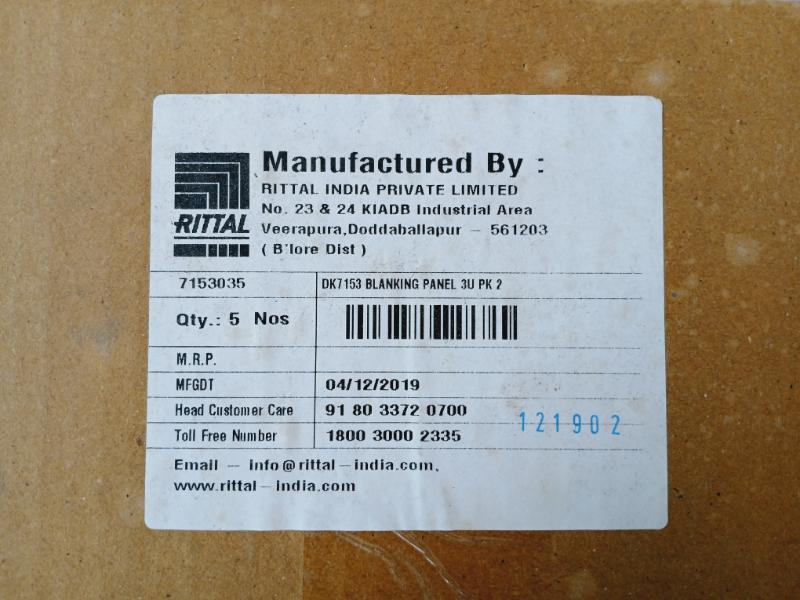 RITTAL
Manufactured By :
RITTAL INDIA PRIVATE LIMITED
No. 23 & 24 KIADB Industrial Area
Veerapura,Doddaballapur – 561203
( B'lore Dist )
7153035 DK7153 BLANKING PANEL 3U PK 2
Qty.: 5 Nos
M.R.P.
MFGDT 04/12/2019
Head Customer Care 91 80 3372 0700
Toll Free Number 1800 3000 2335
121902
Email – info@rittal–india.com,
www.rittal–india.com